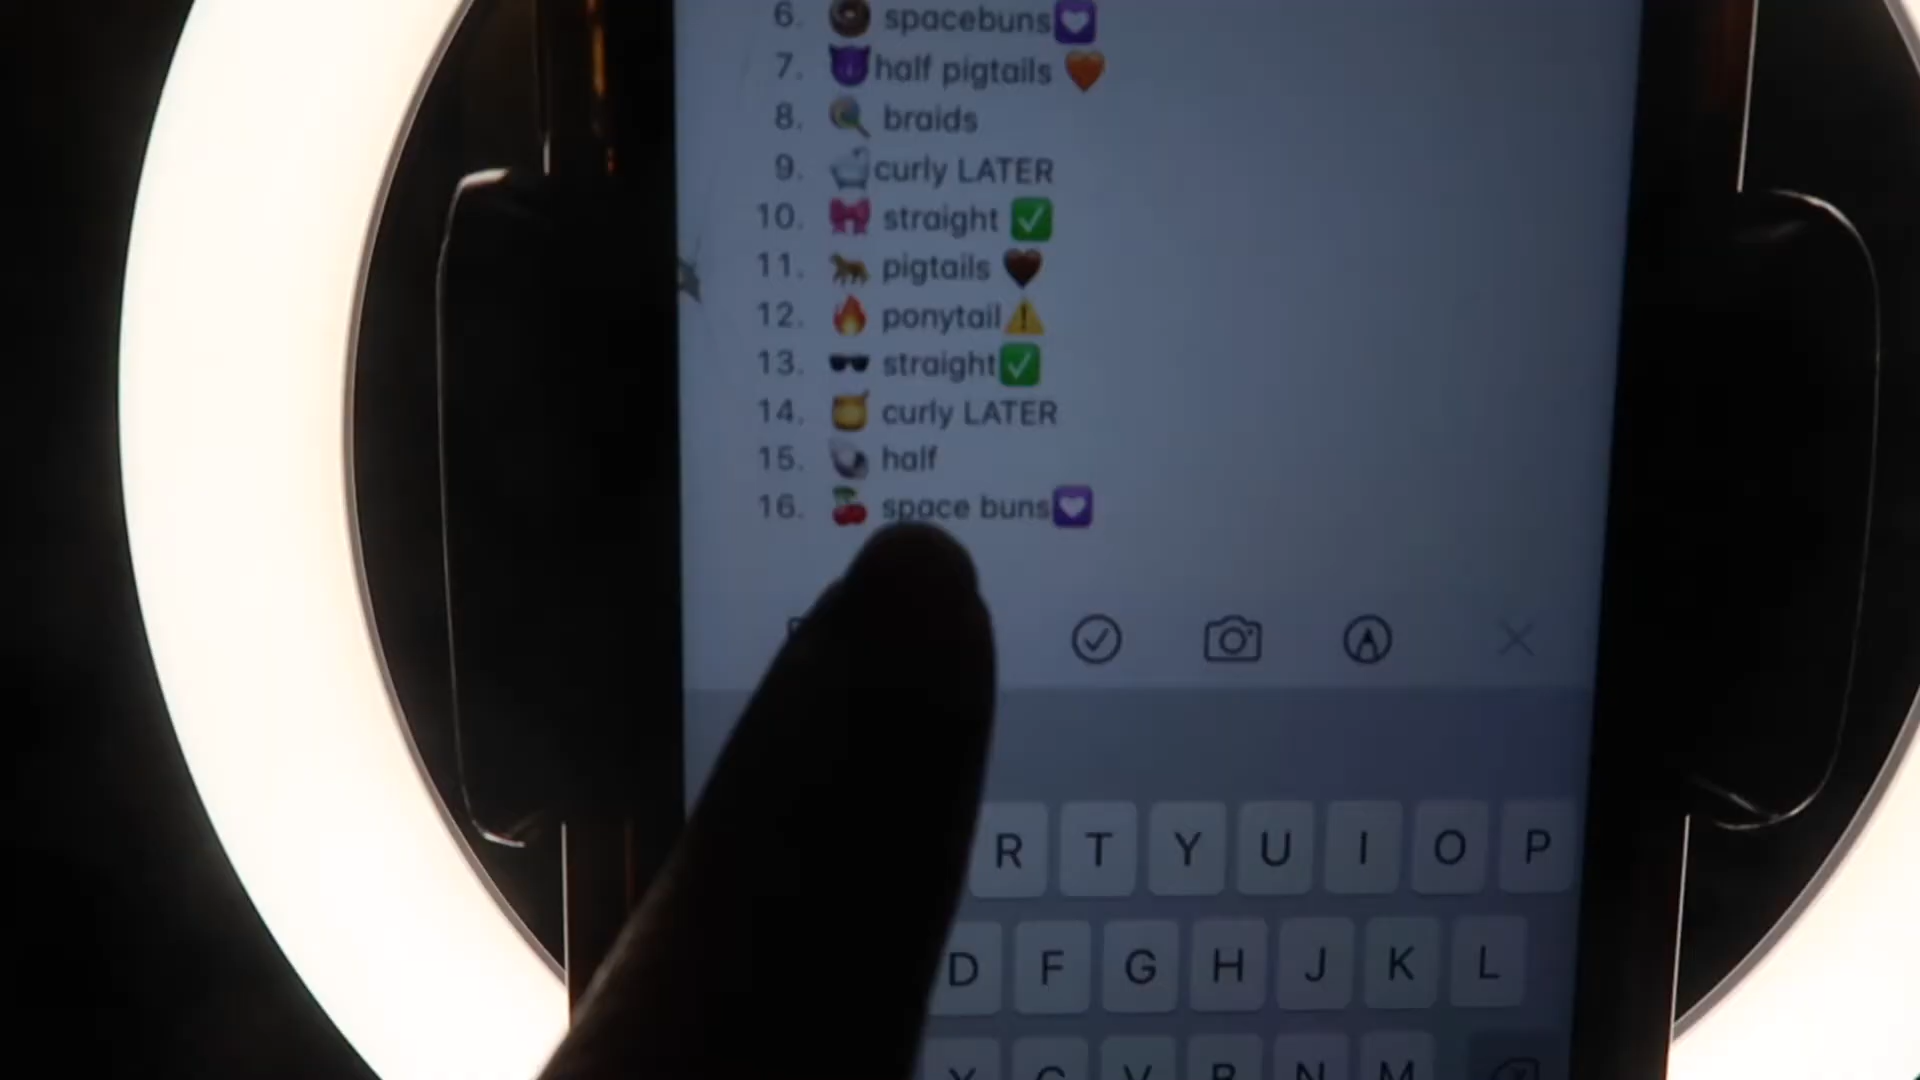 6. 🍩 spacebuns💟
7. 😈half pigtails 🧡
8. 🍭 braids
9. curly LATER
10. 🎀 straight ✅
11. 🐅 pigtails 🖤
12. 🔥 ponytail⚠️
13. 🕶️ straight✅
14. 🍯 curly LATER
15. half
16. 🍒 space buns💟
R T Y U I O P
D F G H J K L
X C V B N M